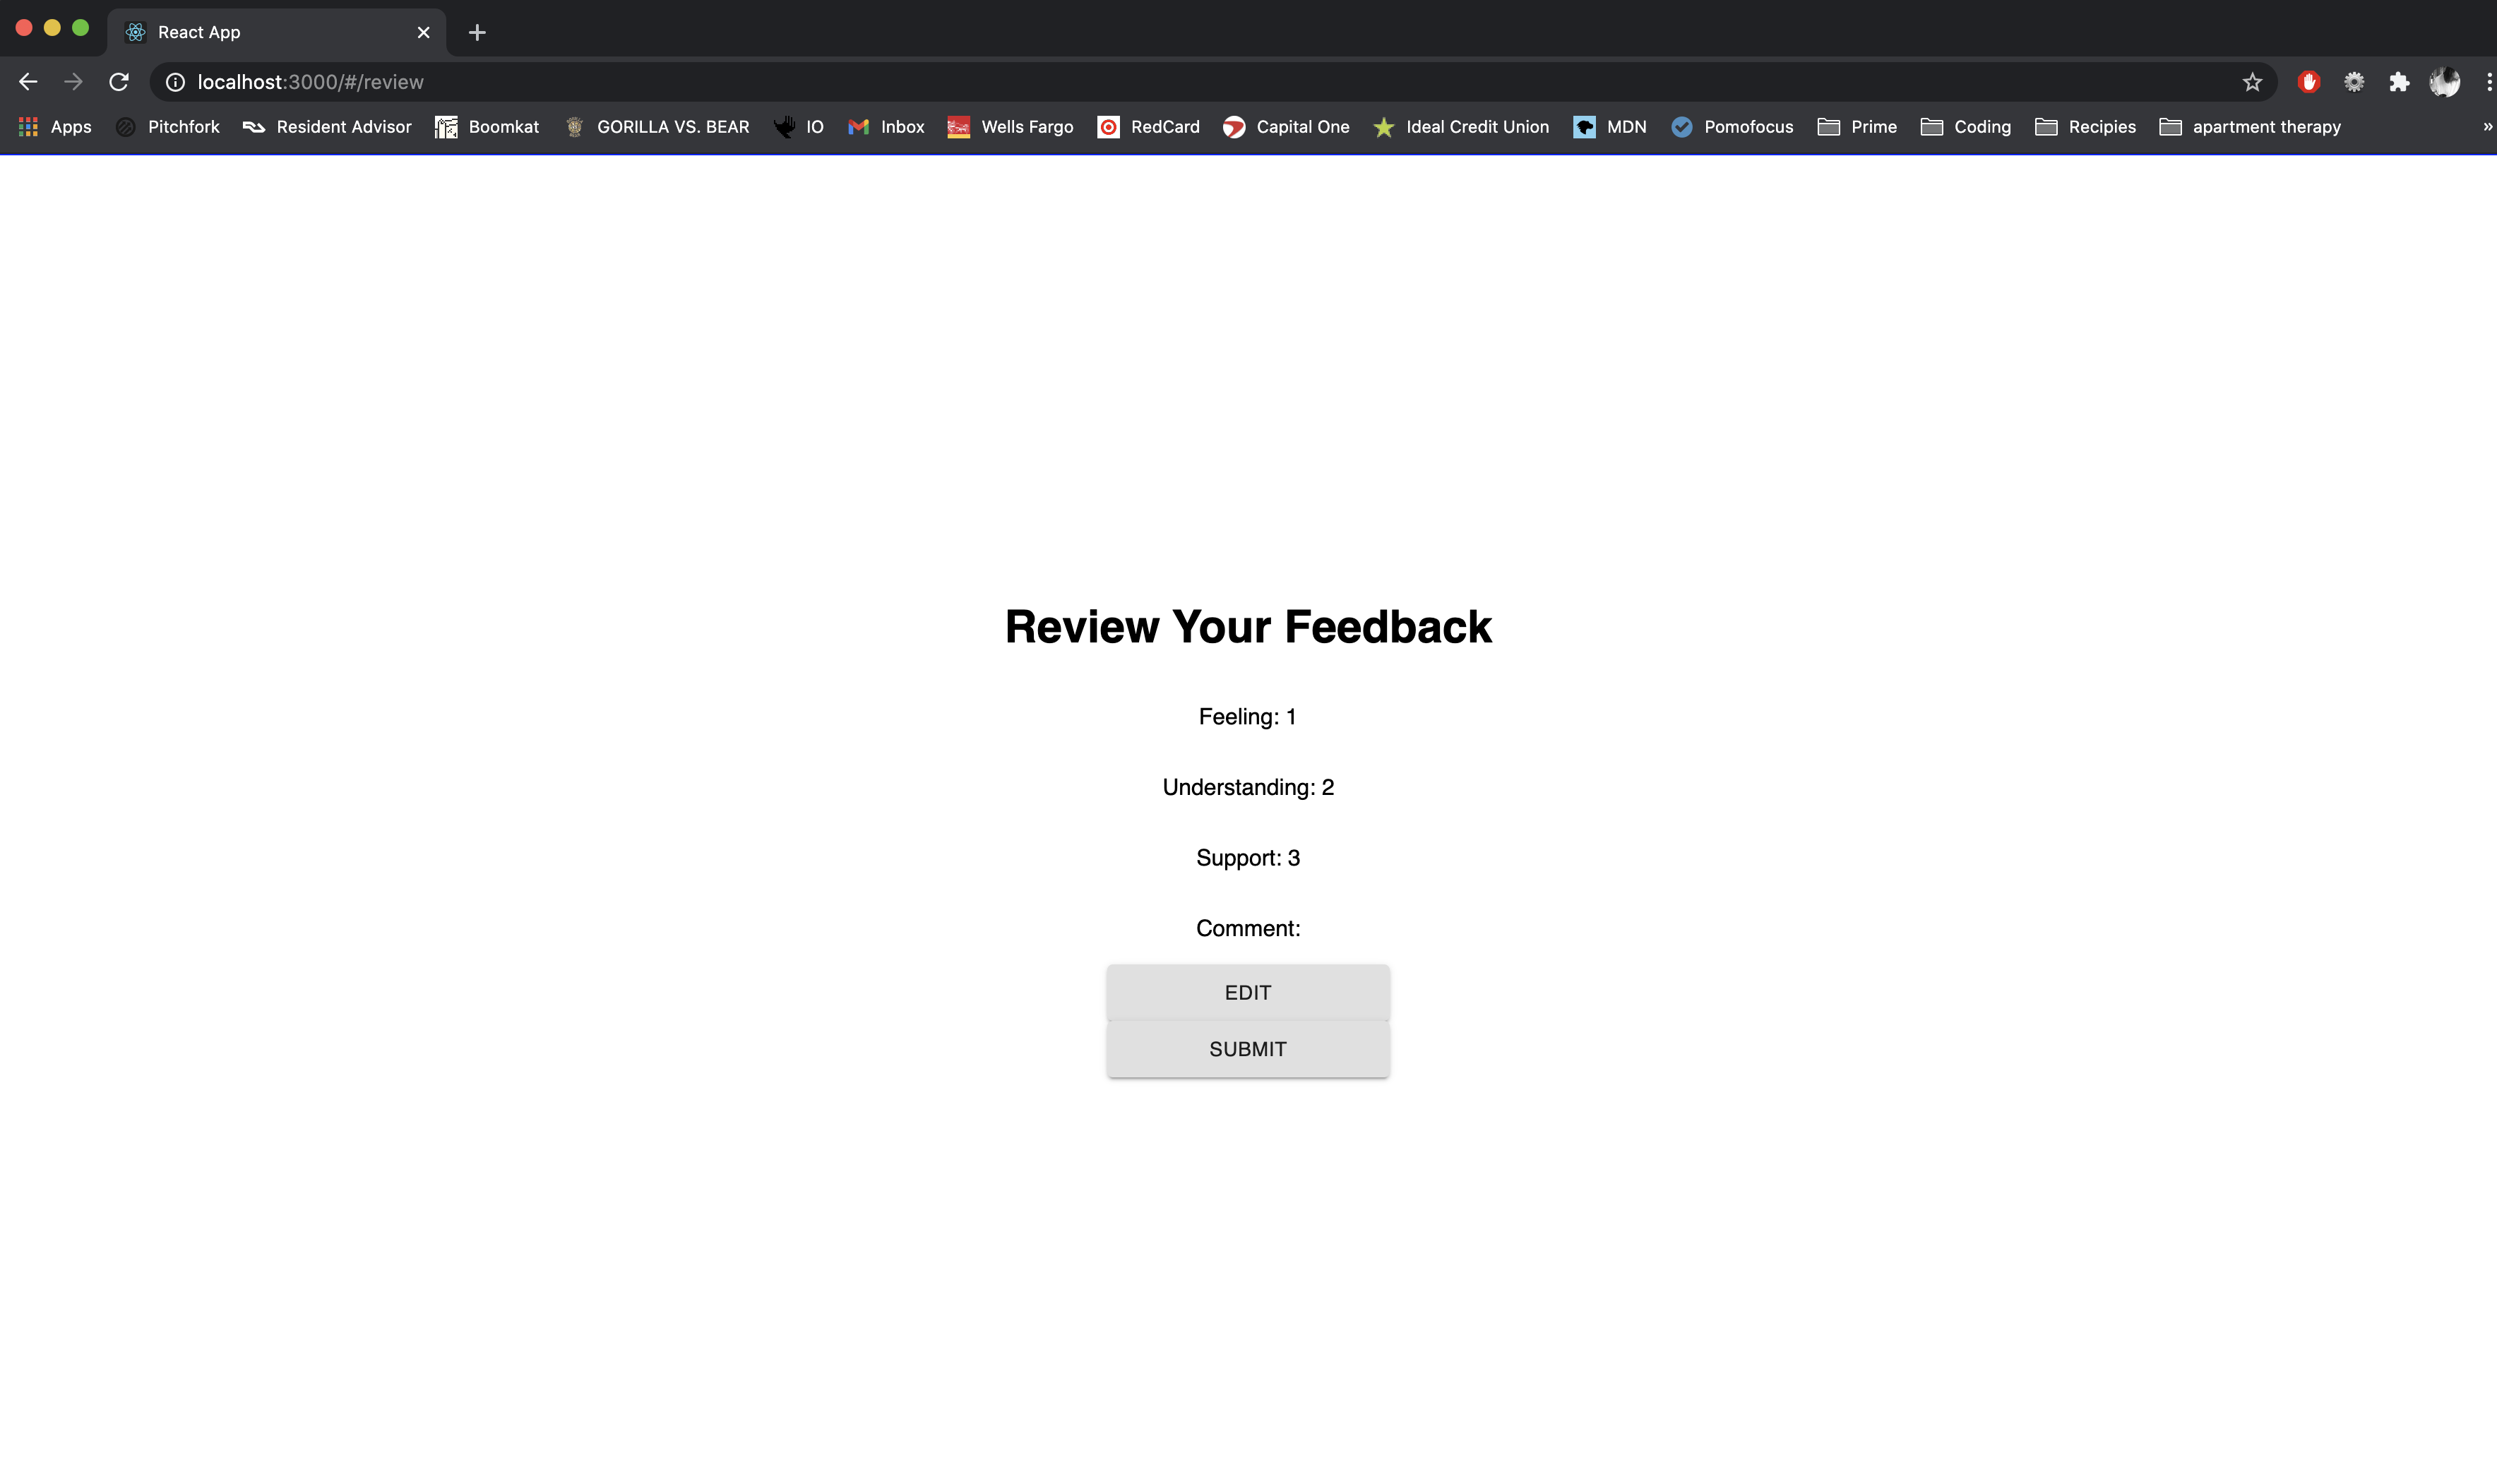 React App
localhost:3000/#/review
Apps Pitchfork Resident Advisor Boomkat GORILLA VS. BEAR IO Inbox Wells Fargo RedCard Capital One Ideal Credit Union MDN Pomofocus Prime Coding Recipies apartment therapy »
Review Your Feedback
Feeling: 1
Understanding: 2
Support: 3
Comment:
EDIT
SUBMIT